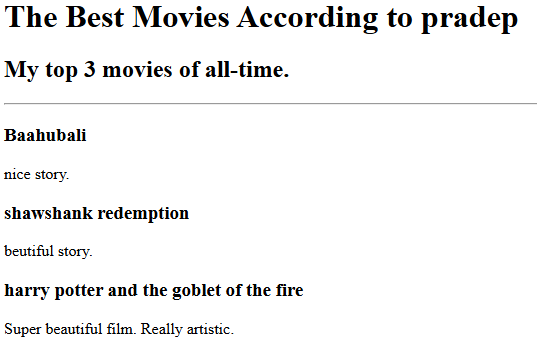 The Best Movies According to pradep
My top 3 movies of all-time.
Baahubali
nice story.
shawshank redemption
beutiful story.
harry potter and the goblet of the fire
Super beautiful film. Really artistic.